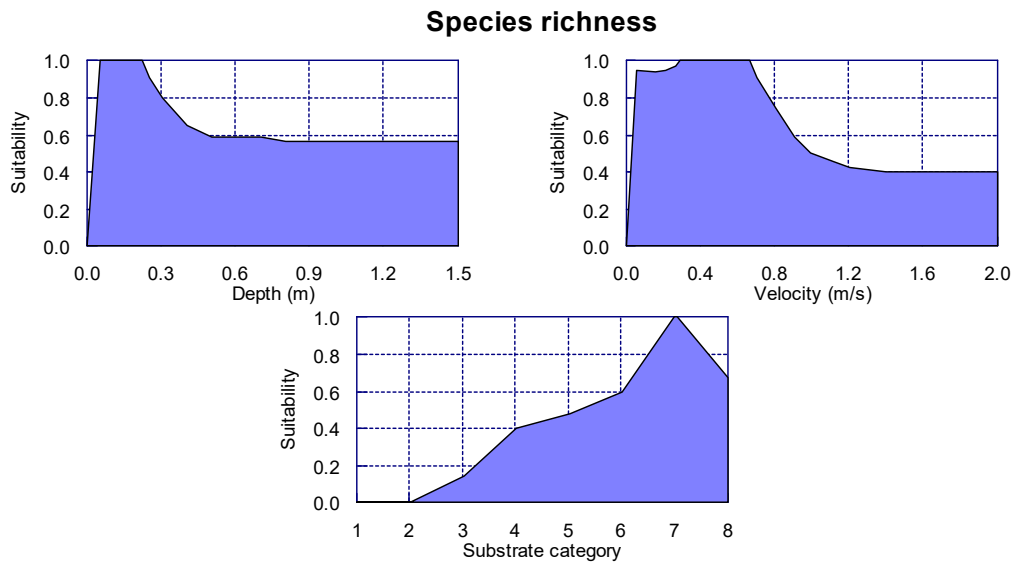 Species richness
1.0
0.8
0.6
0.4
0.2
0.0
Suitability
0.0 0.3 0.6 0.9 1.2 1.5
Depth (m)
1.0
0.8
0.6
0.4
0.2
0.0
Suitability
0.0 0.4 0.8 1.2 1.6 2.0
Velocity (m/s)
1.0
0.8
0.6
0.4
0.2
0.0
Suitability
1 2 3 4 5 6 7 8
Substrate category